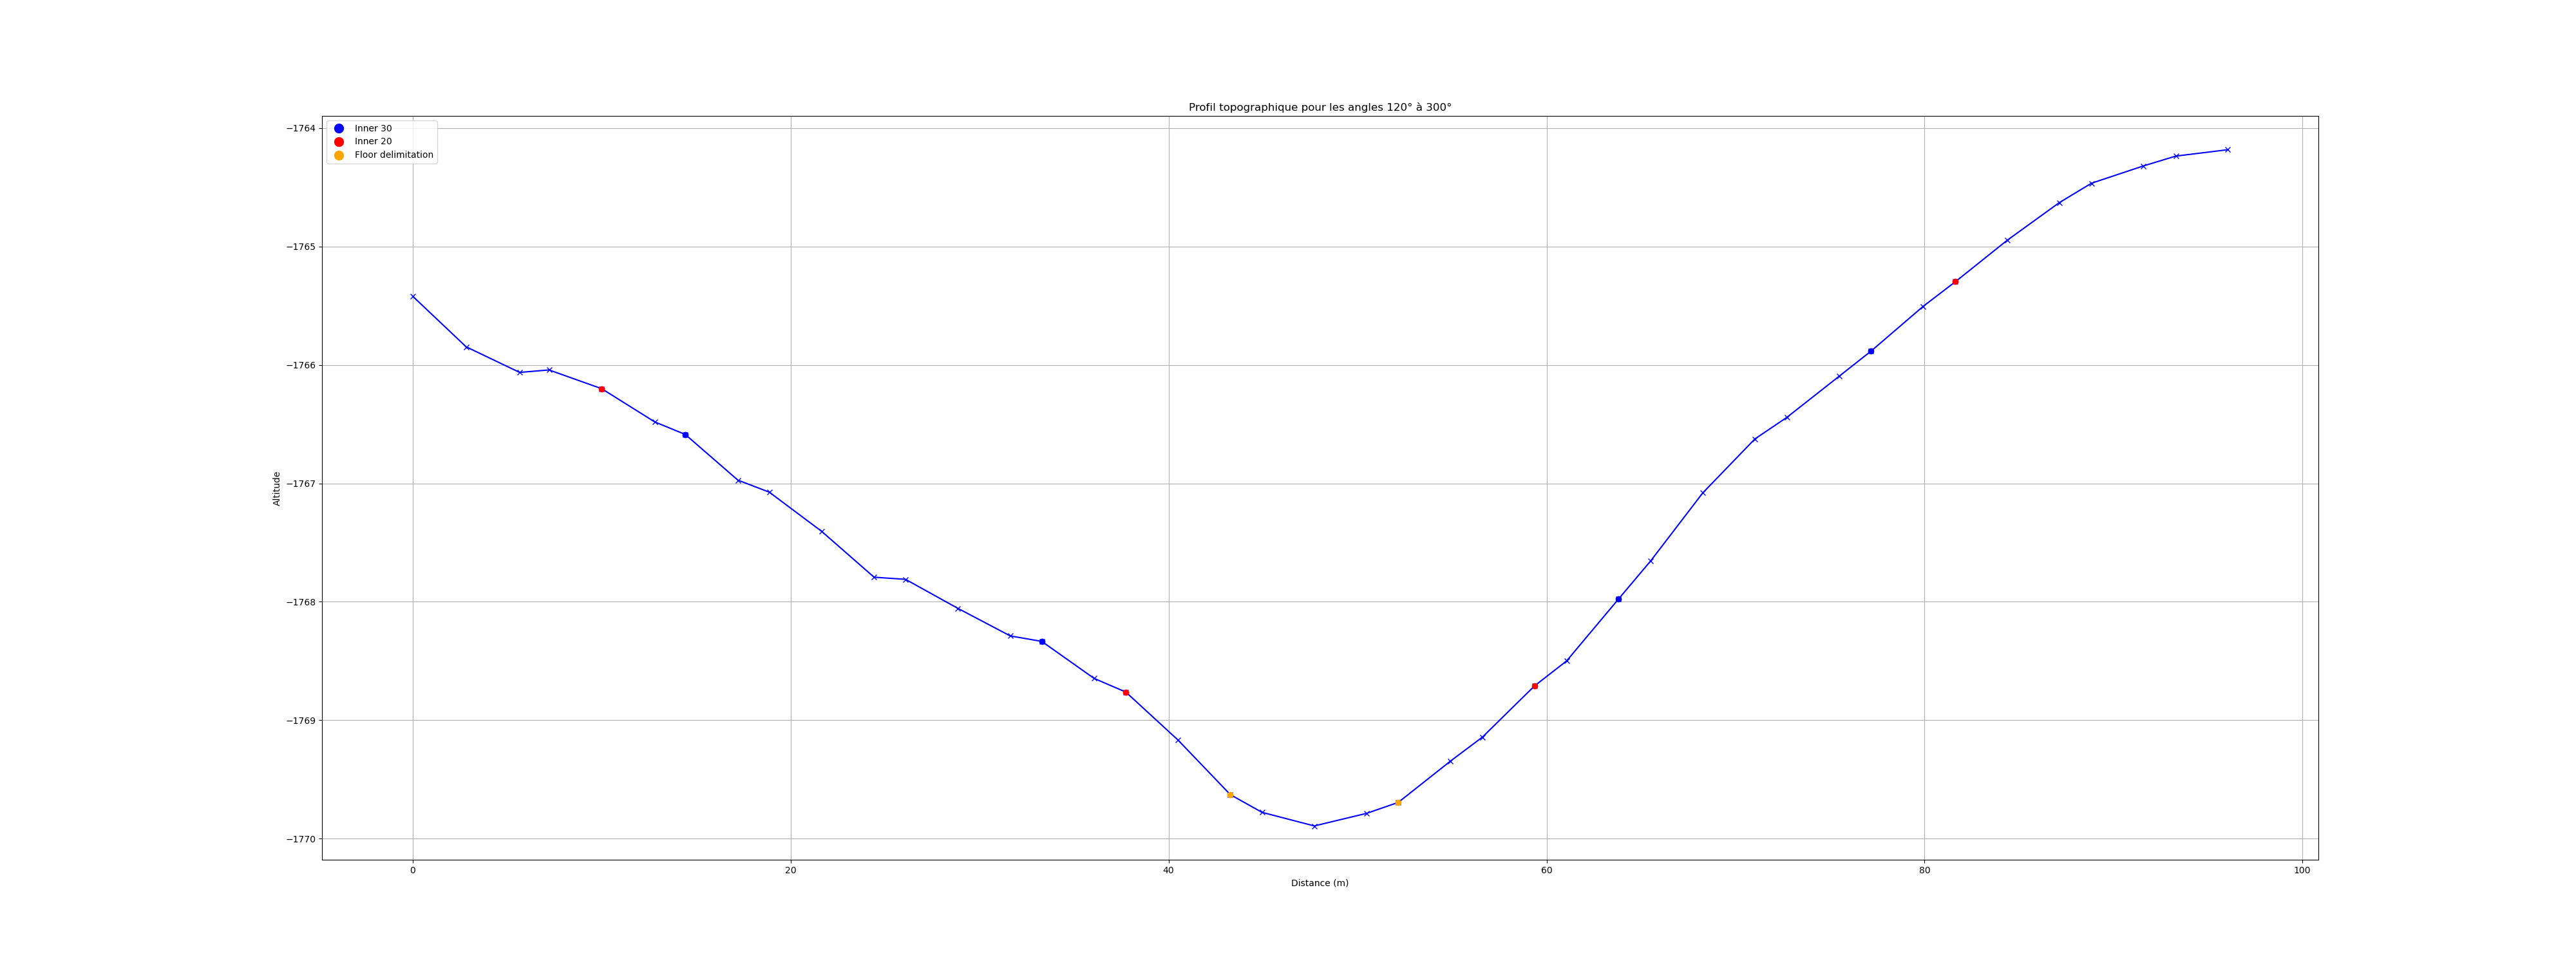 Profil topographique pour les angles 120° à 300°
Inner 30
Inner 20
Floor delimitation
−1764
−1765
−1766
−1767
−1768
−1769
−1770
Altitude
0 20 40 60 80 100
Distance (m)